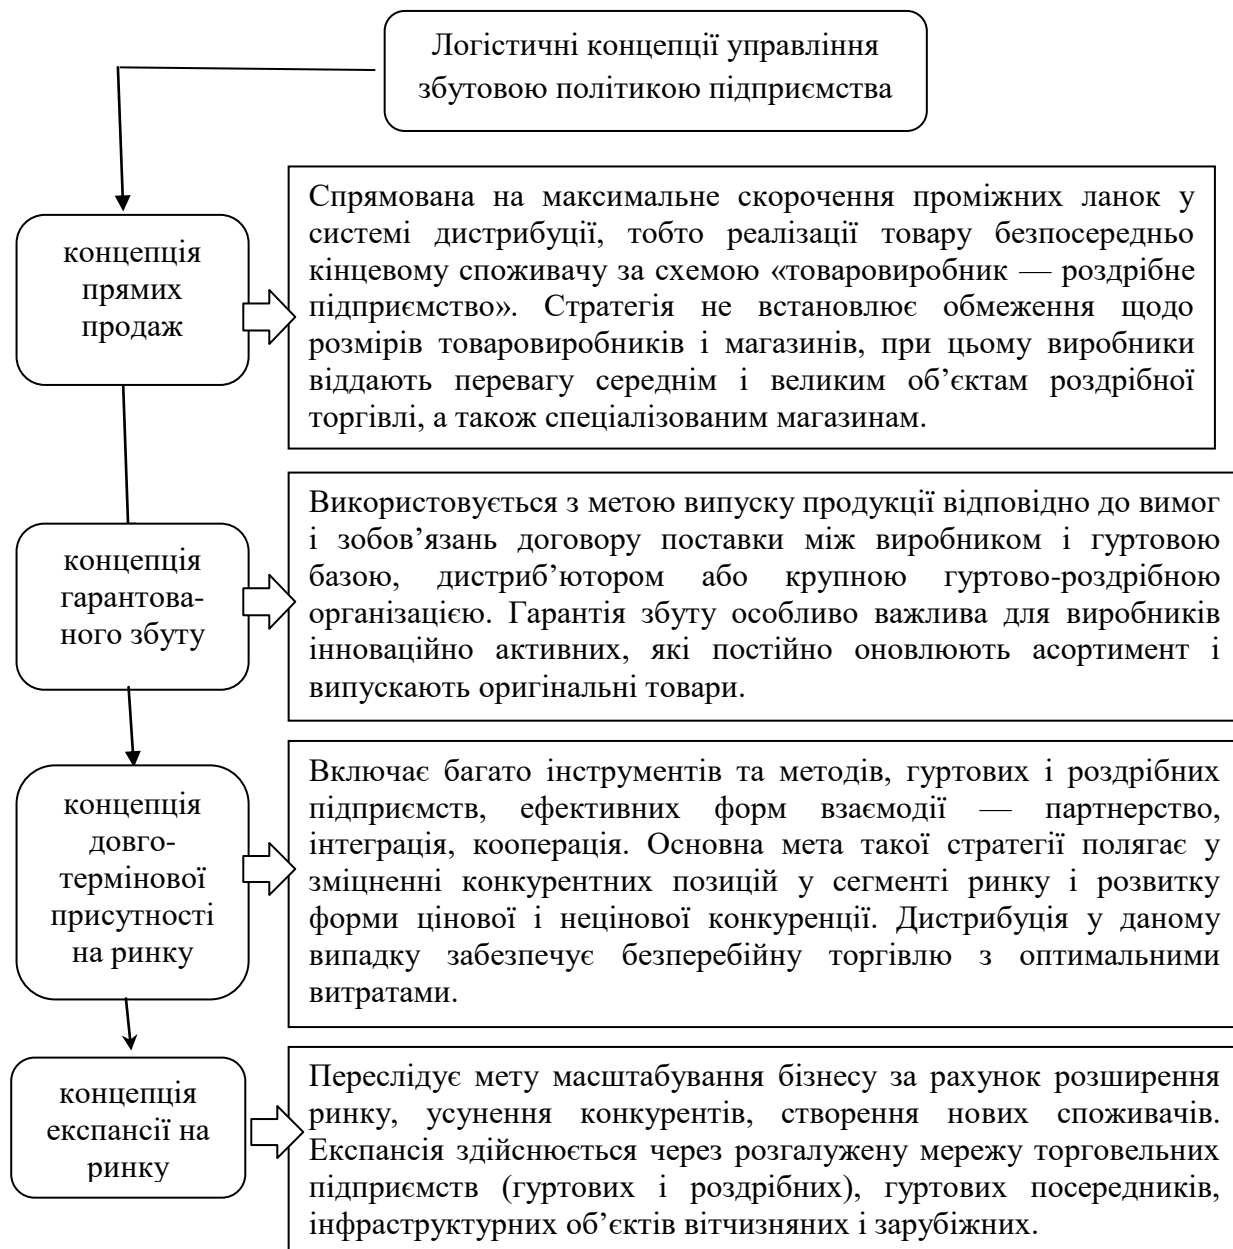 Логістичні концепції управління
збутовою політикою підприємства
концепція
прямих
продаж
Спрямована на максимальне скорочення проміжних ланок у
системі дистрибуції, тобто реалізації товару безпосередньо
кінцевому споживачу за схемою «товаровиробник — роздрібне
підприємство». Стратегія не встановлює обмеження щодо
розмірів товаровиробників і магазинів, при цьому виробники
віддають перевагу середнім і великим об’єктам роздрібної
торгівлі, а також спеціалізованим магазинам.
концепція
гарантова-
ного збуту
Використовується з метою випуску продукції відповідно до вимог
і зобов’язань договору поставки між виробником і гуртовою
базою, дистриб’ютором або крупною гуртово-роздрібною
організацією. Гарантія збуту особливо важлива для виробників
інноваційно активних, які постійно оновлюють асортимент і
випускають оригінальні товари.
концепція
довго-
термінової
присутності
на ринку
Включає багато інструментів та методів, гуртових і роздрібних
підприємств, ефективних форм взаємодії — партнерство,
інтеграція, кооперація. Основна мета такої стратегії полягає у
зміцненні конкурентних позицій у сегменті ринку і розвитку
форми цінової і нецінової конкуренції. Дистрибуція у даному
випадку забезпечує безперебійну торгівлю з оптимальними
витратами.
концепція
експансії на
ринку
Переслідує мету масштабування бізнесу за рахунок розширення
ринку, усунення конкурентів, створення нових споживачів.
Експансія здійснюється через розгалужену мережу торговельних
підприємств (гуртових і роздрібних), гуртових посередників,
інфраструктурних об’єктів вітчизняних і зарубіжних.